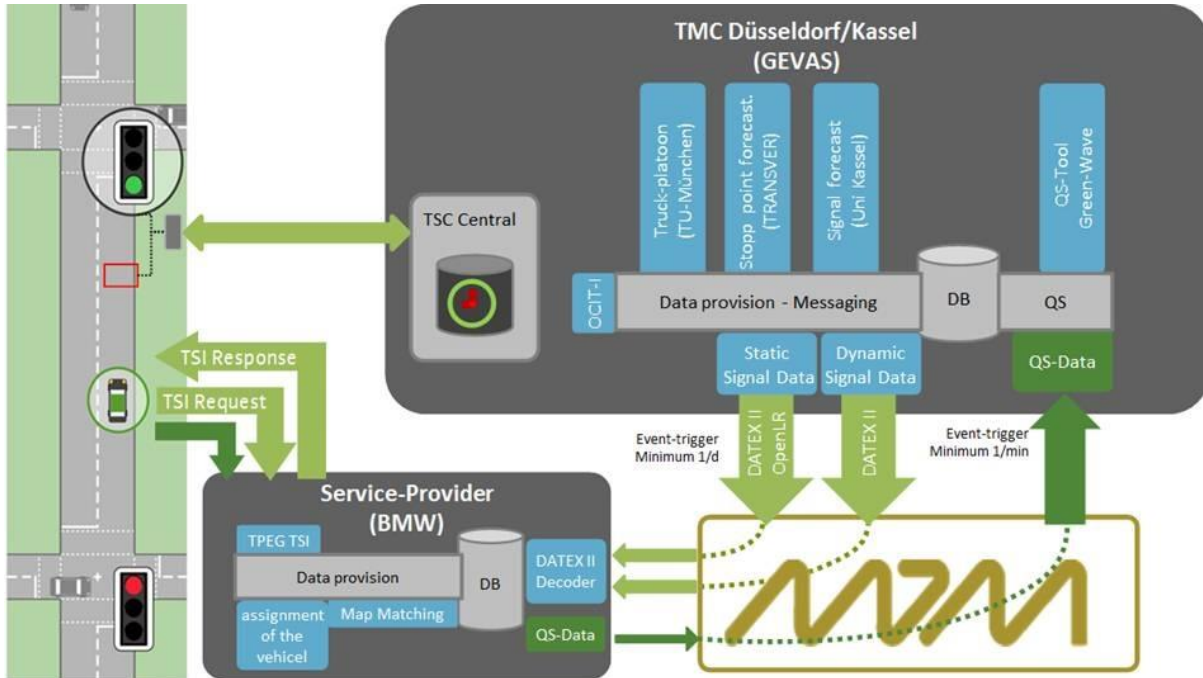 TMC Düsseldorf/Kassel
(GEVAS)
Truck-platoon
(TU-München)
Stopp point forecast.
(TRANSVER)
Signal forecast
(Uni Kassel)
QS-Tool
Green-Wave
TSC Central
OCIT-I
Data provision - Messaging
DB
QS
Static
Signal Data
Dynamic
Signal Data
QS-Data
TSI Response
TSI Request
Event-trigger
Minimum 1/d
DATEX II
OpenLR
DATEX II
Event-trigger
Minimum 1/min
Service-Provider
(BMW)
TPEG TSI
Data provision
DB
DATEX II
Decoder
assignment
of the
vehicel
Map Matching
QS-Data
MDM